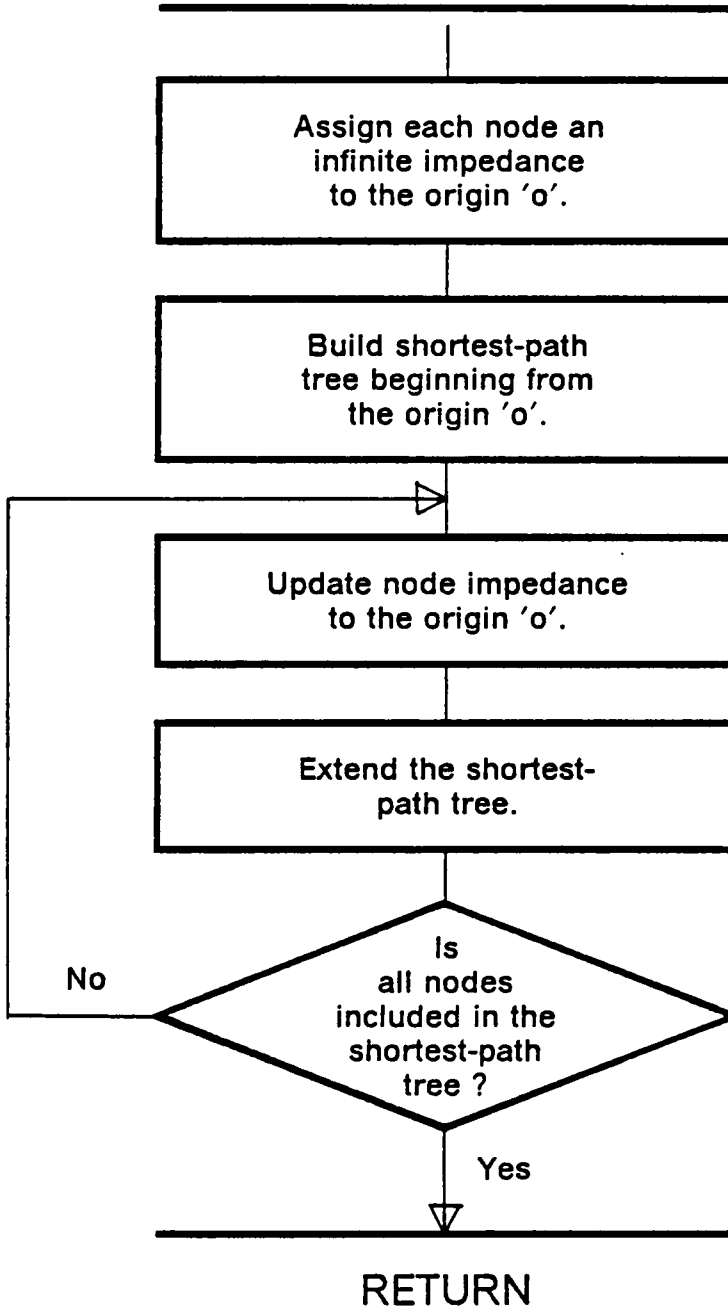 Assign each node an
infinite impedance
to the origin 'o'.
Build shortest-path
tree beginning from
the origin 'o'.
Update node impedance
to the origin 'o'.
Extend the shortest-
path tree.
Is
all nodes
included in the
shortest-path
tree ?
No
Yes
RETURN